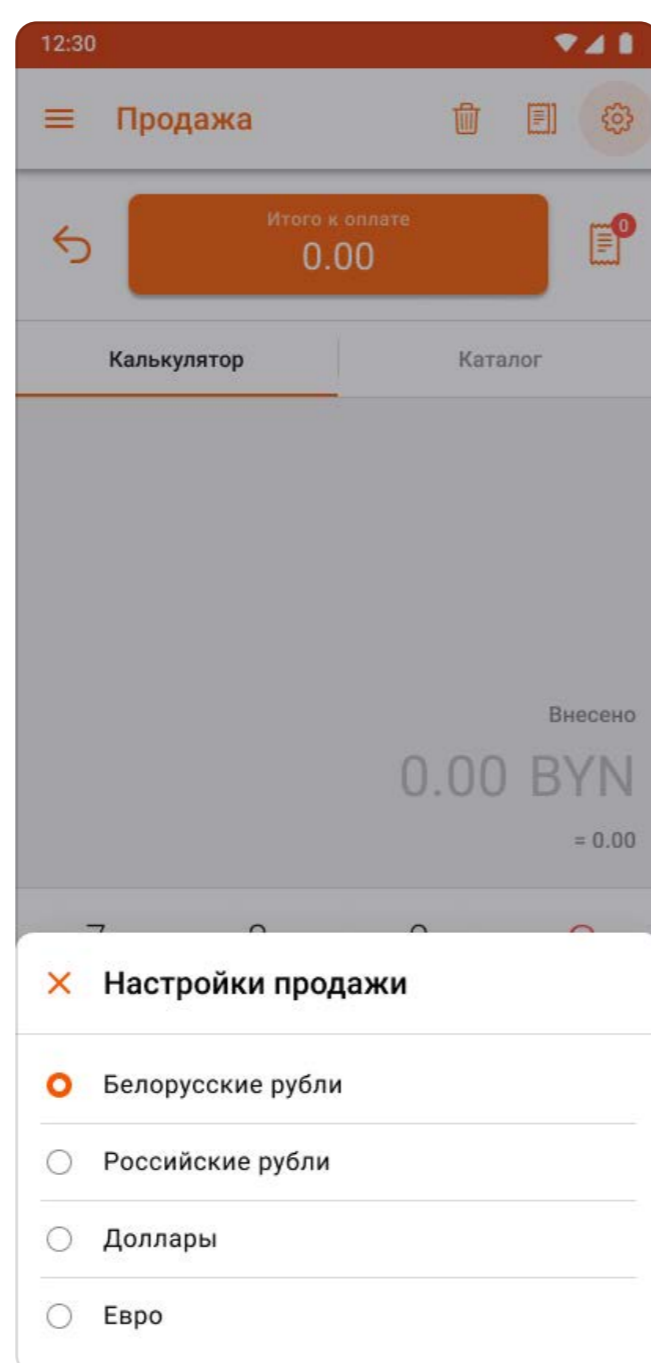 12:30
Продажа
Итого к оплате
0.00
0
Калькулятор
Каталог
Внесено
0.00 BYN
= 0.00
Настройки продажи
Белорусские рубли
Российские рубли
Доллары
Евро